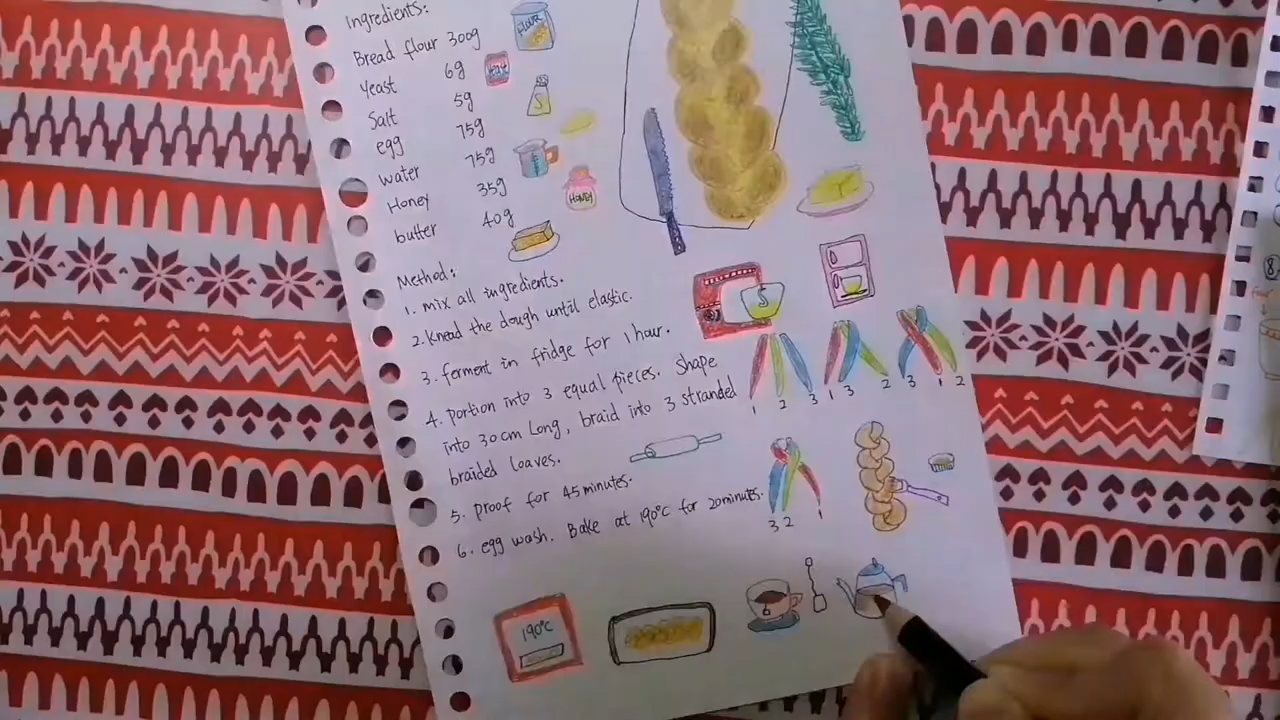 Ingredients:
Bread flour 300g
Yeast 6g
Salt 5g
egg 75g
water 75g
Honey 35g
butter 40g
FLOUR
S
HONEY
Method:
1. mix all ingredients.
2. Knead the dough until elastic.
3. ferment in fridge for 1 hour.
4. portion into 3 equal pieces. Shape
into 30cm Long, braid into 3 stranded
braided loaves.
5. proof for 45 minutes.
6. egg wash. Bake at 190°C for 20minutes.
S
1 2 3
1 3 2
3 1 2
3 2 1
190°C
8.